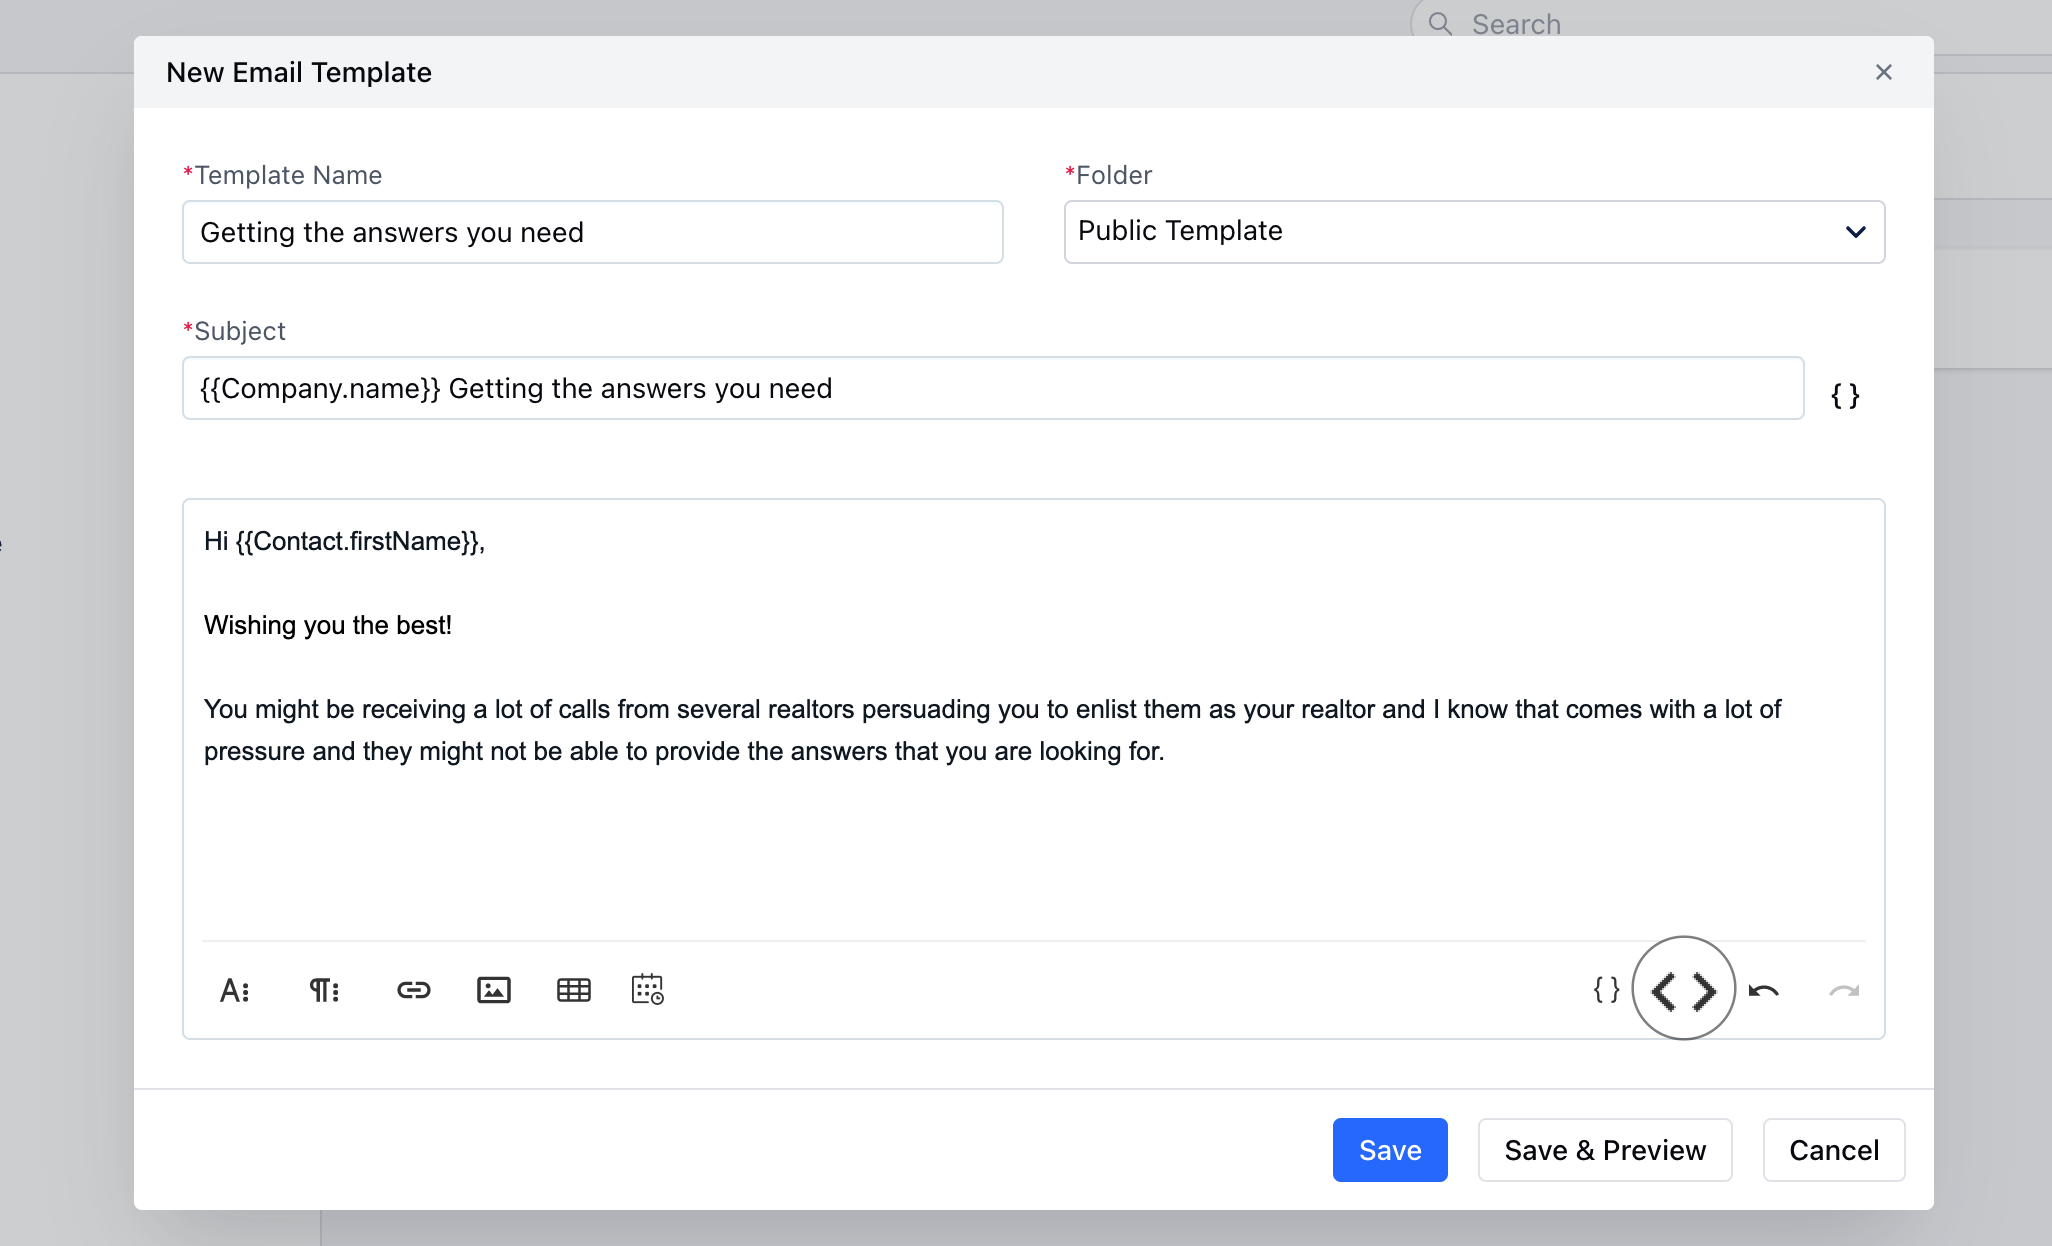 Search
New Email Template
*Template Name
*Folder
Getting the answers you need
Public Template
*Subject
{{Company.name}} Getting the answers you need
{ }
Hi {{Contact.firstName}},
Wishing you the best!
You might be receiving a lot of calls from several realtors persuading you to enlist them as your realtor and I know that comes with a lot of
pressure and they might not be able to provide the answers that you are looking for.
{ } < >
Save
Save & Preview
Cancel